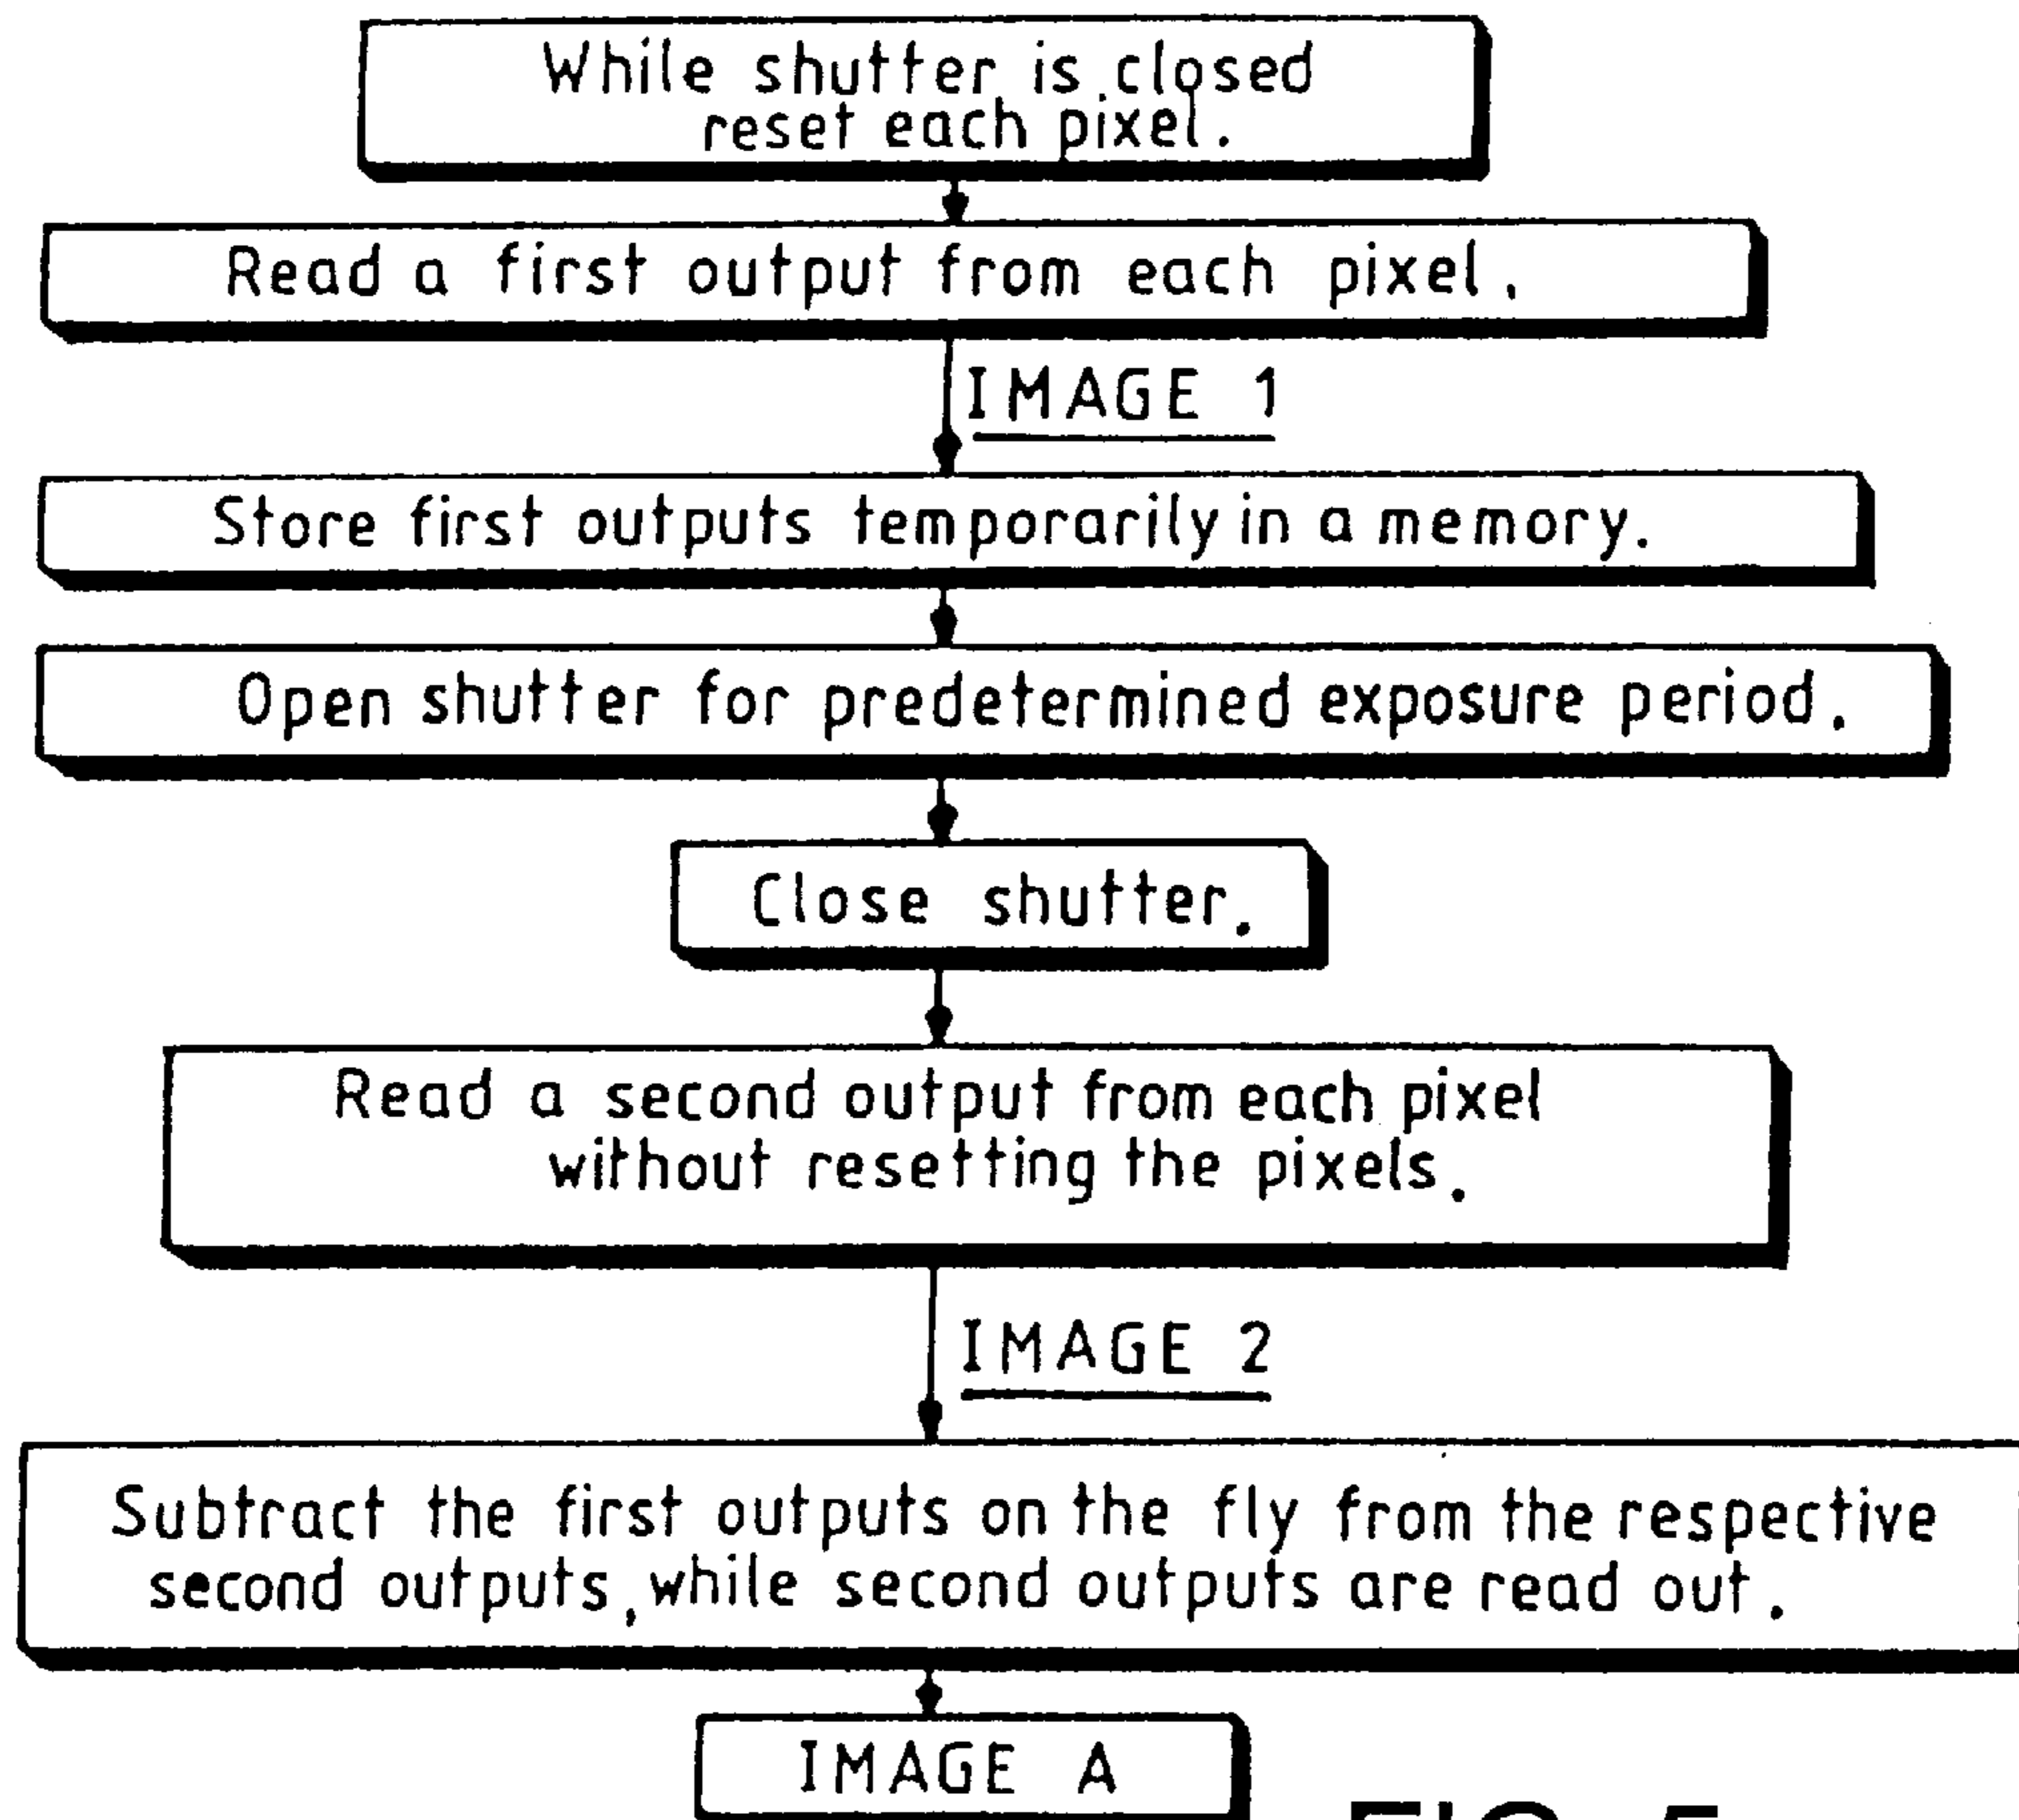 While shutter is closed
reset each pixel.
Read a first output from each pixel.
IMAGE 1
Store first outputs temporarily in a memory.
Open shutter for predetermined exposure period.
Close shutter.
Read a second output from each pixel
without resetting the pixels.
IMAGE 2
Subtract the first outputs on the fly from the respective
second outputs, while second outputs are read out.
IMAGE A